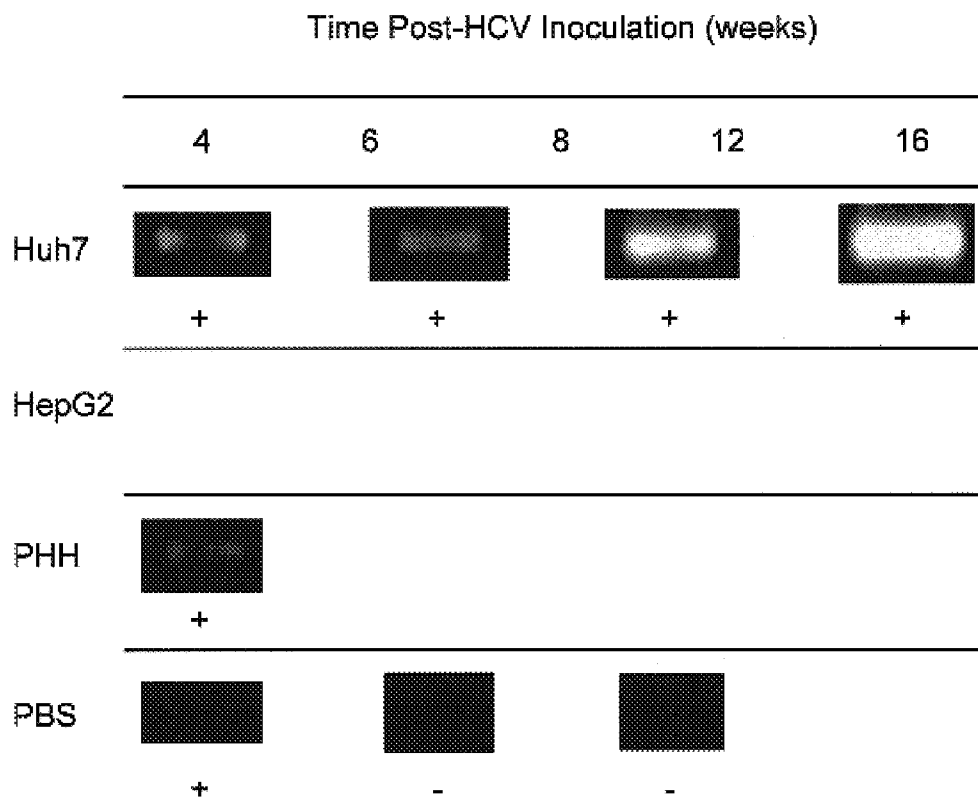 Time Post-HCV Inoculation (weeks)
4 6 8 12 16
Huh7
+ + + +
HepG2
PHH
+
PBS
+ - -